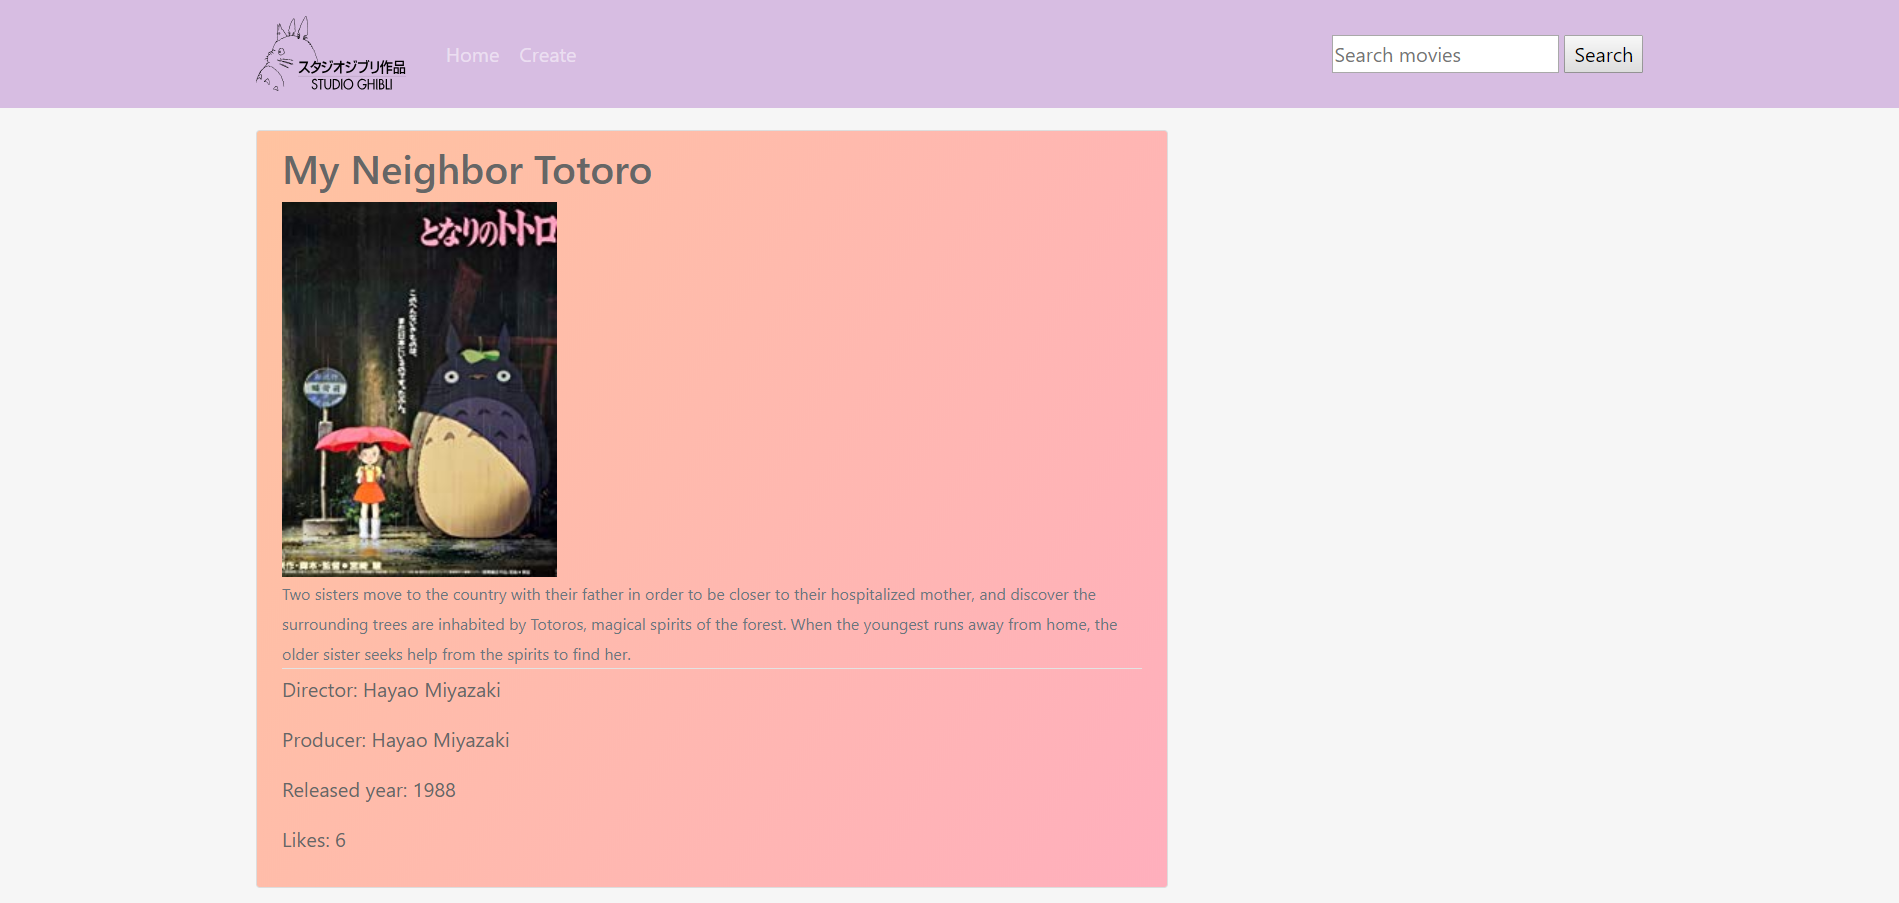 スタジオジブリ作品
STUDIO GHIBLI
Home
Create
Search movies
Search
My Neighbor Totoro
となりのトトロ
Two sisters move to the country with their father in order to be closer to their hospitalized mother, and discover the
surrounding trees are inhabited by Totoros, magical spirits of the forest. When the youngest runs away from home, the
older sister seeks help from the spirits to find her.
Director: Hayao Miyazaki
Producer: Hayao Miyazaki
Released year: 1988
Likes: 6